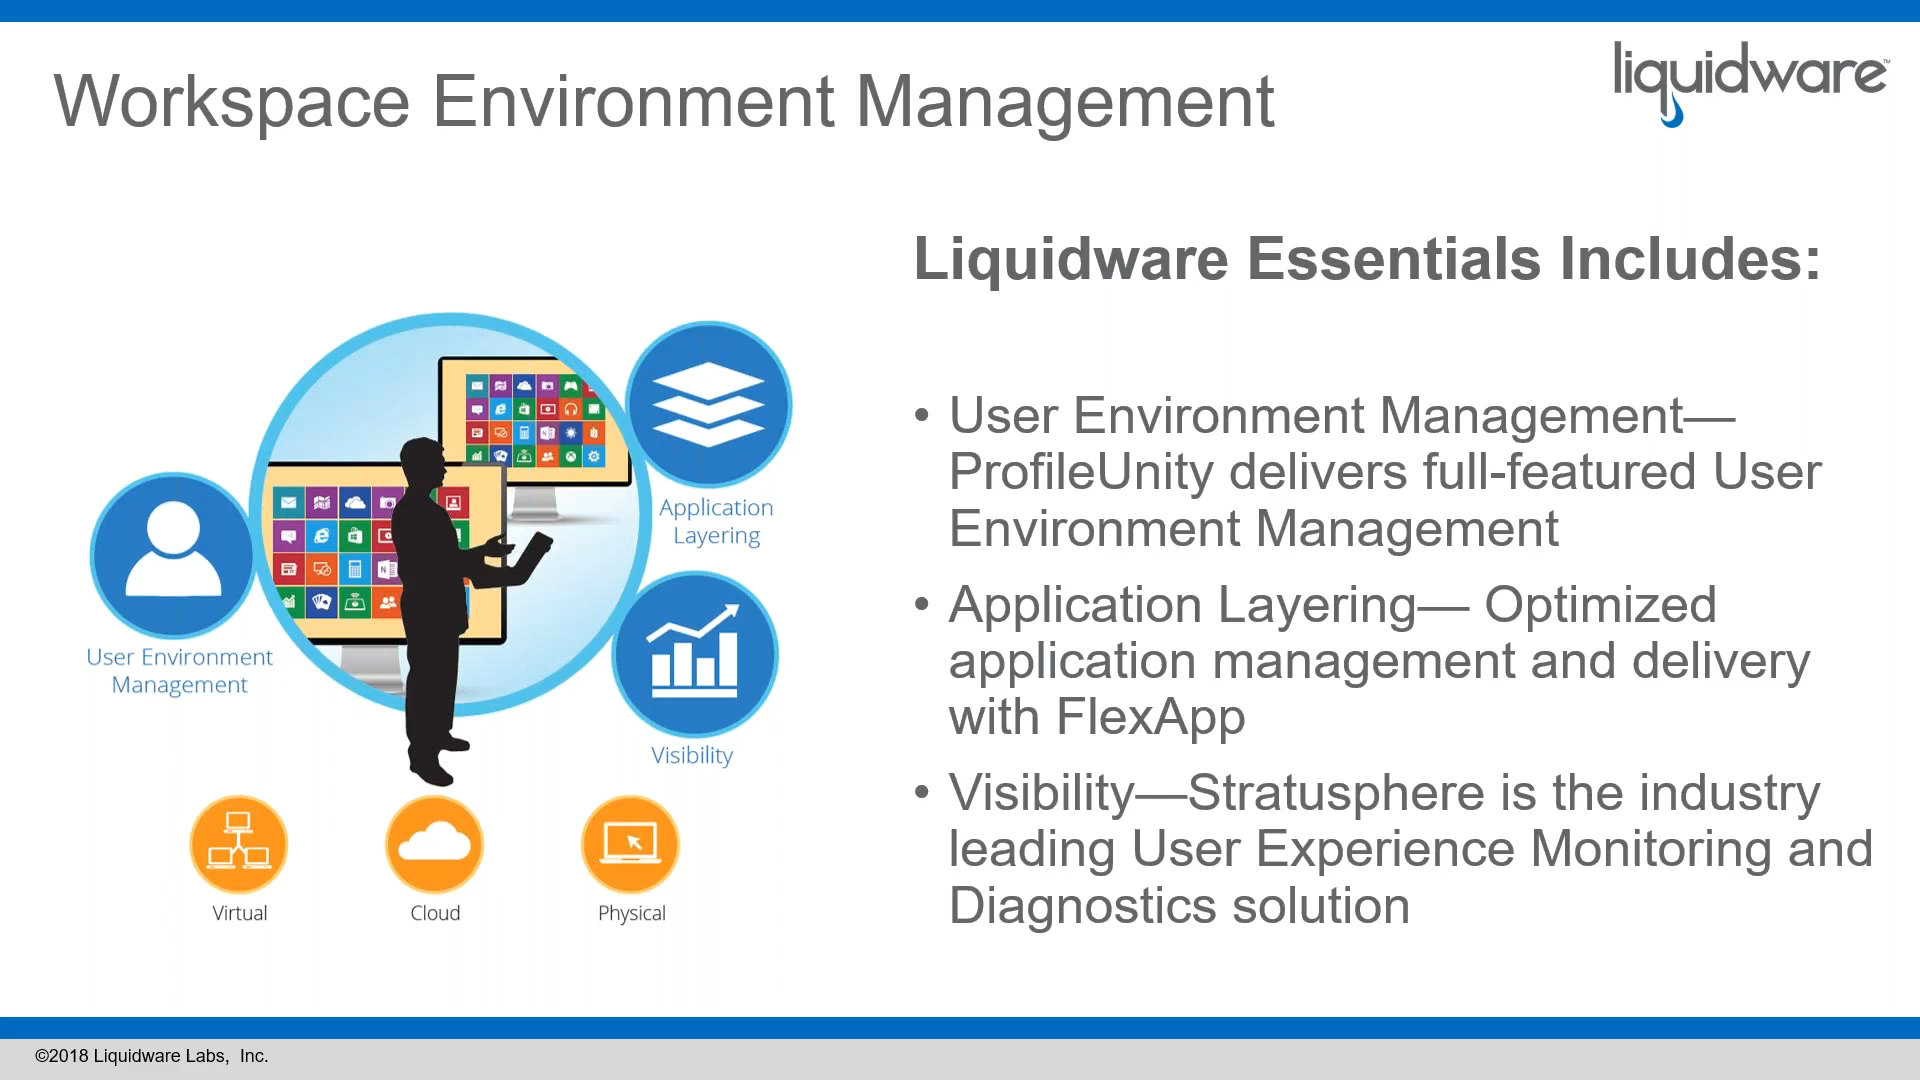 Workspace Environment Management
liquidware™
Liquidware Essentials Includes:
• User Environment Management—
ProfileUnity delivers full-featured User
Environment Management
• Application Layering— Optimized
application management and delivery
with FlexApp
• Visibility—Stratusphere is the industry
leading User Experience Monitoring and
Diagnostics solution
Application
Layering
User Environment
Management
Visibility
Virtual
Cloud
Physical
©2018 Liquidware Labs, Inc.